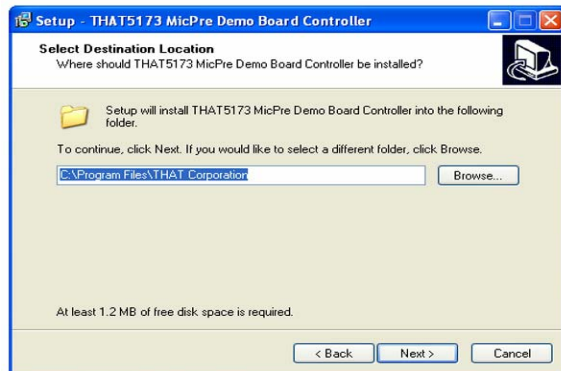 Setup - THAT5173 MicPre Demo Board Controller
Select Destination Location
Where should THAT5173 MicPre Demo Board Controller be installed?
Setup will install THAT5173 MicPre Demo Board Controller into the following
folder.
To continue, click Next. If you would like to select a different folder, click Browse.
C:\Program Files\THAT Corporation
Browse...
At least 1.2 MB of free disk space is required.
< Back
Next >
Cancel